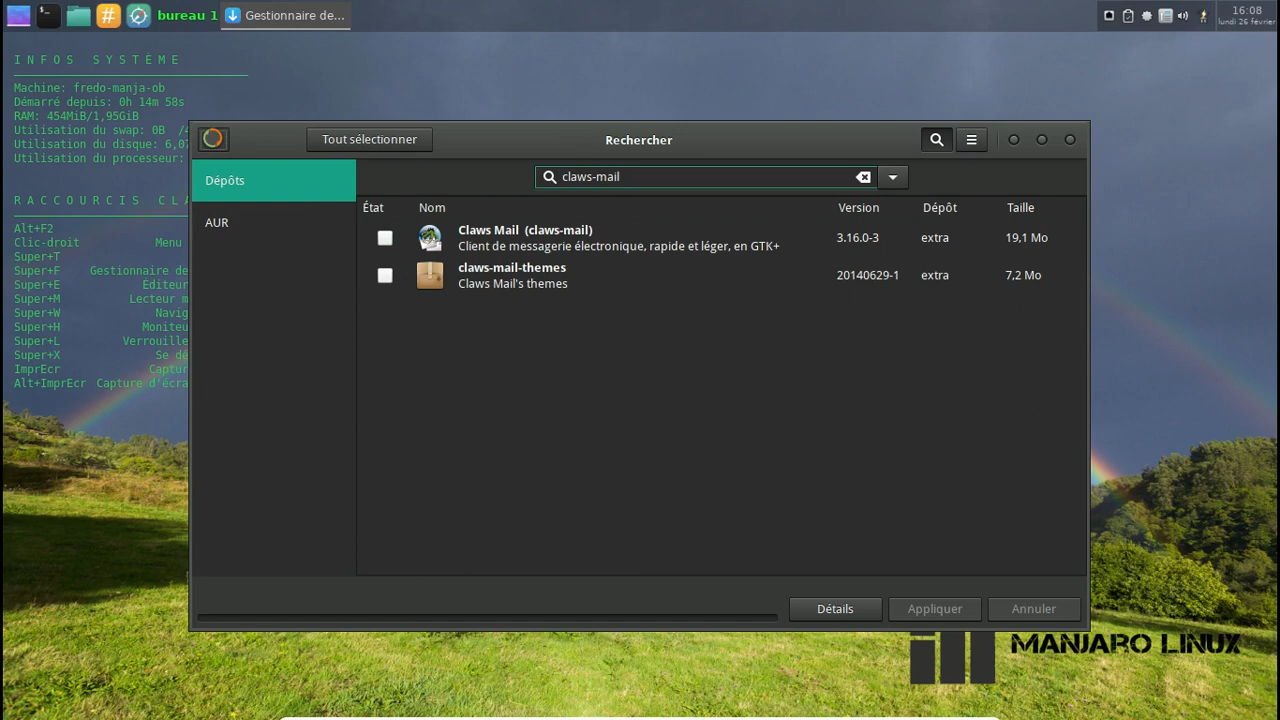 bureau 1
Gestionnaire de...
16:08
lundi 26 février
INFOS SYSTÈME
Machine: fredo-manja-ob
Démarré depuis: 0h 14m 58s
RAM: 454MiB/1,95GiB
Utilisation du swap: 0B
Utilisation du disque: 6,07
Utilisation du processeur:
RACCOURCIS CLA
Alt+F2
Clic-droit Menu
Super+T
Super+F Gestionnaire de
Super+E Éditeur
Super+M Lecteur m
Super+W Navig
Super+H Moniteu
Super+L Verrouille
Super+X Se dé
ImprEcr Captur
Alt+ImprEcr Capture d'écra
Tout sélectionner
Rechercher
Dépôts
AUR
claws-mail
État Nom Version Dépôt Taille
Claws Mail (claws-mail)
Client de messagerie électronique, rapide et léger, en GTK+
3.16.0-3 extra 19,1 Mo
claws-mail-themes
Claws Mail's themes
20140629-1 extra 7,2 Mo
Détails
Appliquer
Annuler
MANJARO LINUX